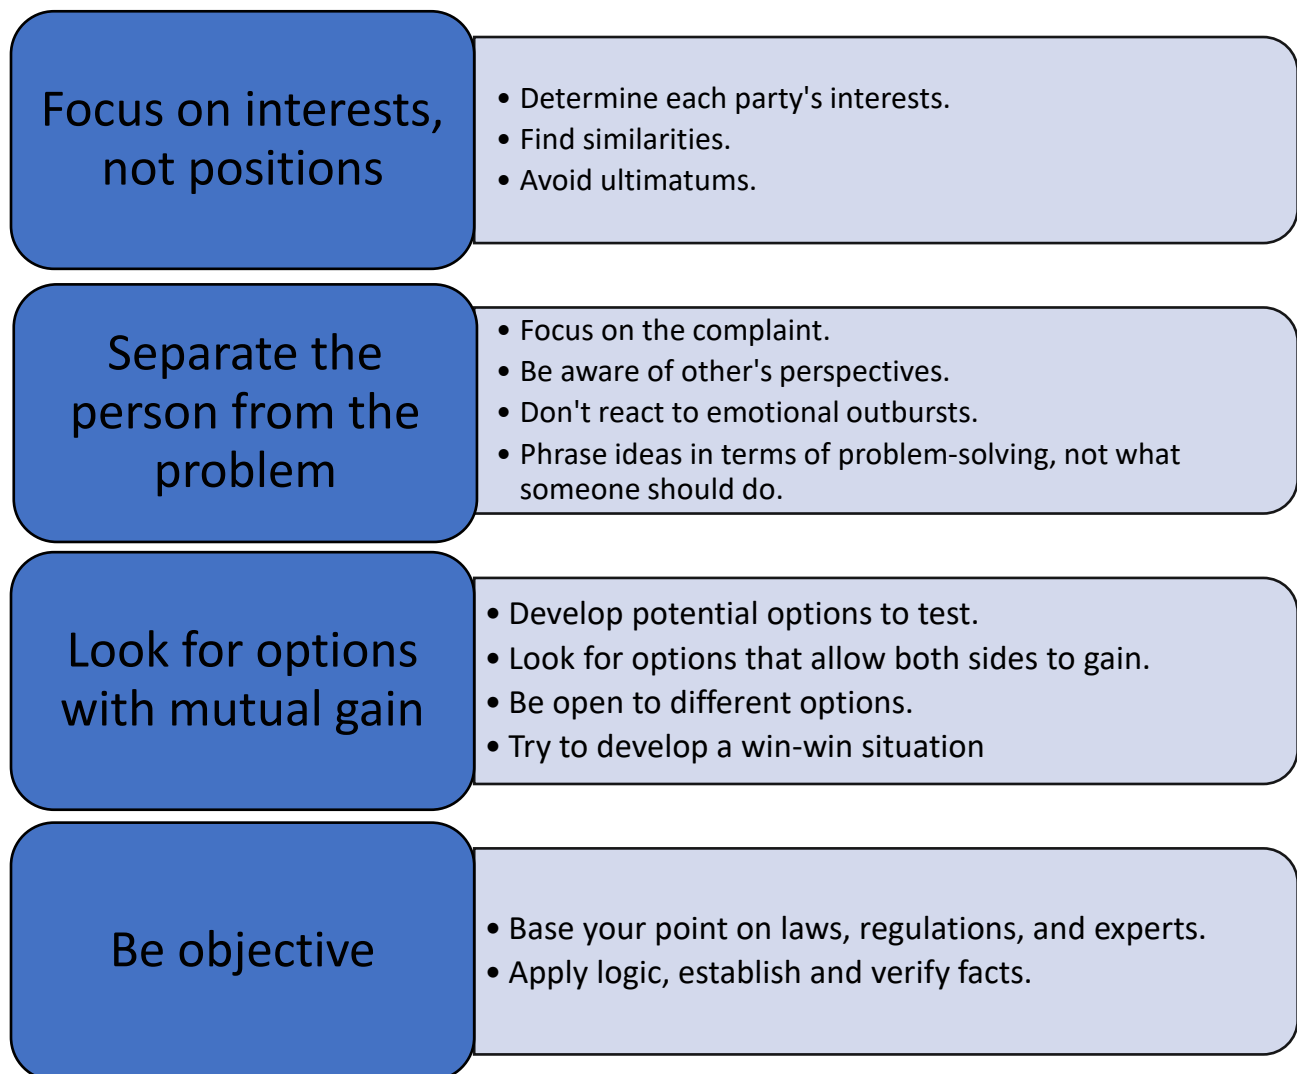 Focus on interests,
not positions
• Determine each party's interests.
• Find similarities.
• Avoid ultimatums.
Separate the
person from the
problem
• Focus on the complaint.
• Be aware of other's perspectives.
• Don't react to emotional outbursts.
• Phrase ideas in terms of problem-solving, not what
someone should do.
Look for options
with mutual gain
• Develop potential options to test.
• Look for options that allow both sides to gain.
• Be open to different options.
• Try to develop a win-win situation
Be objective
• Base your point on laws, regulations, and experts.
• Apply logic, establish and verify facts.